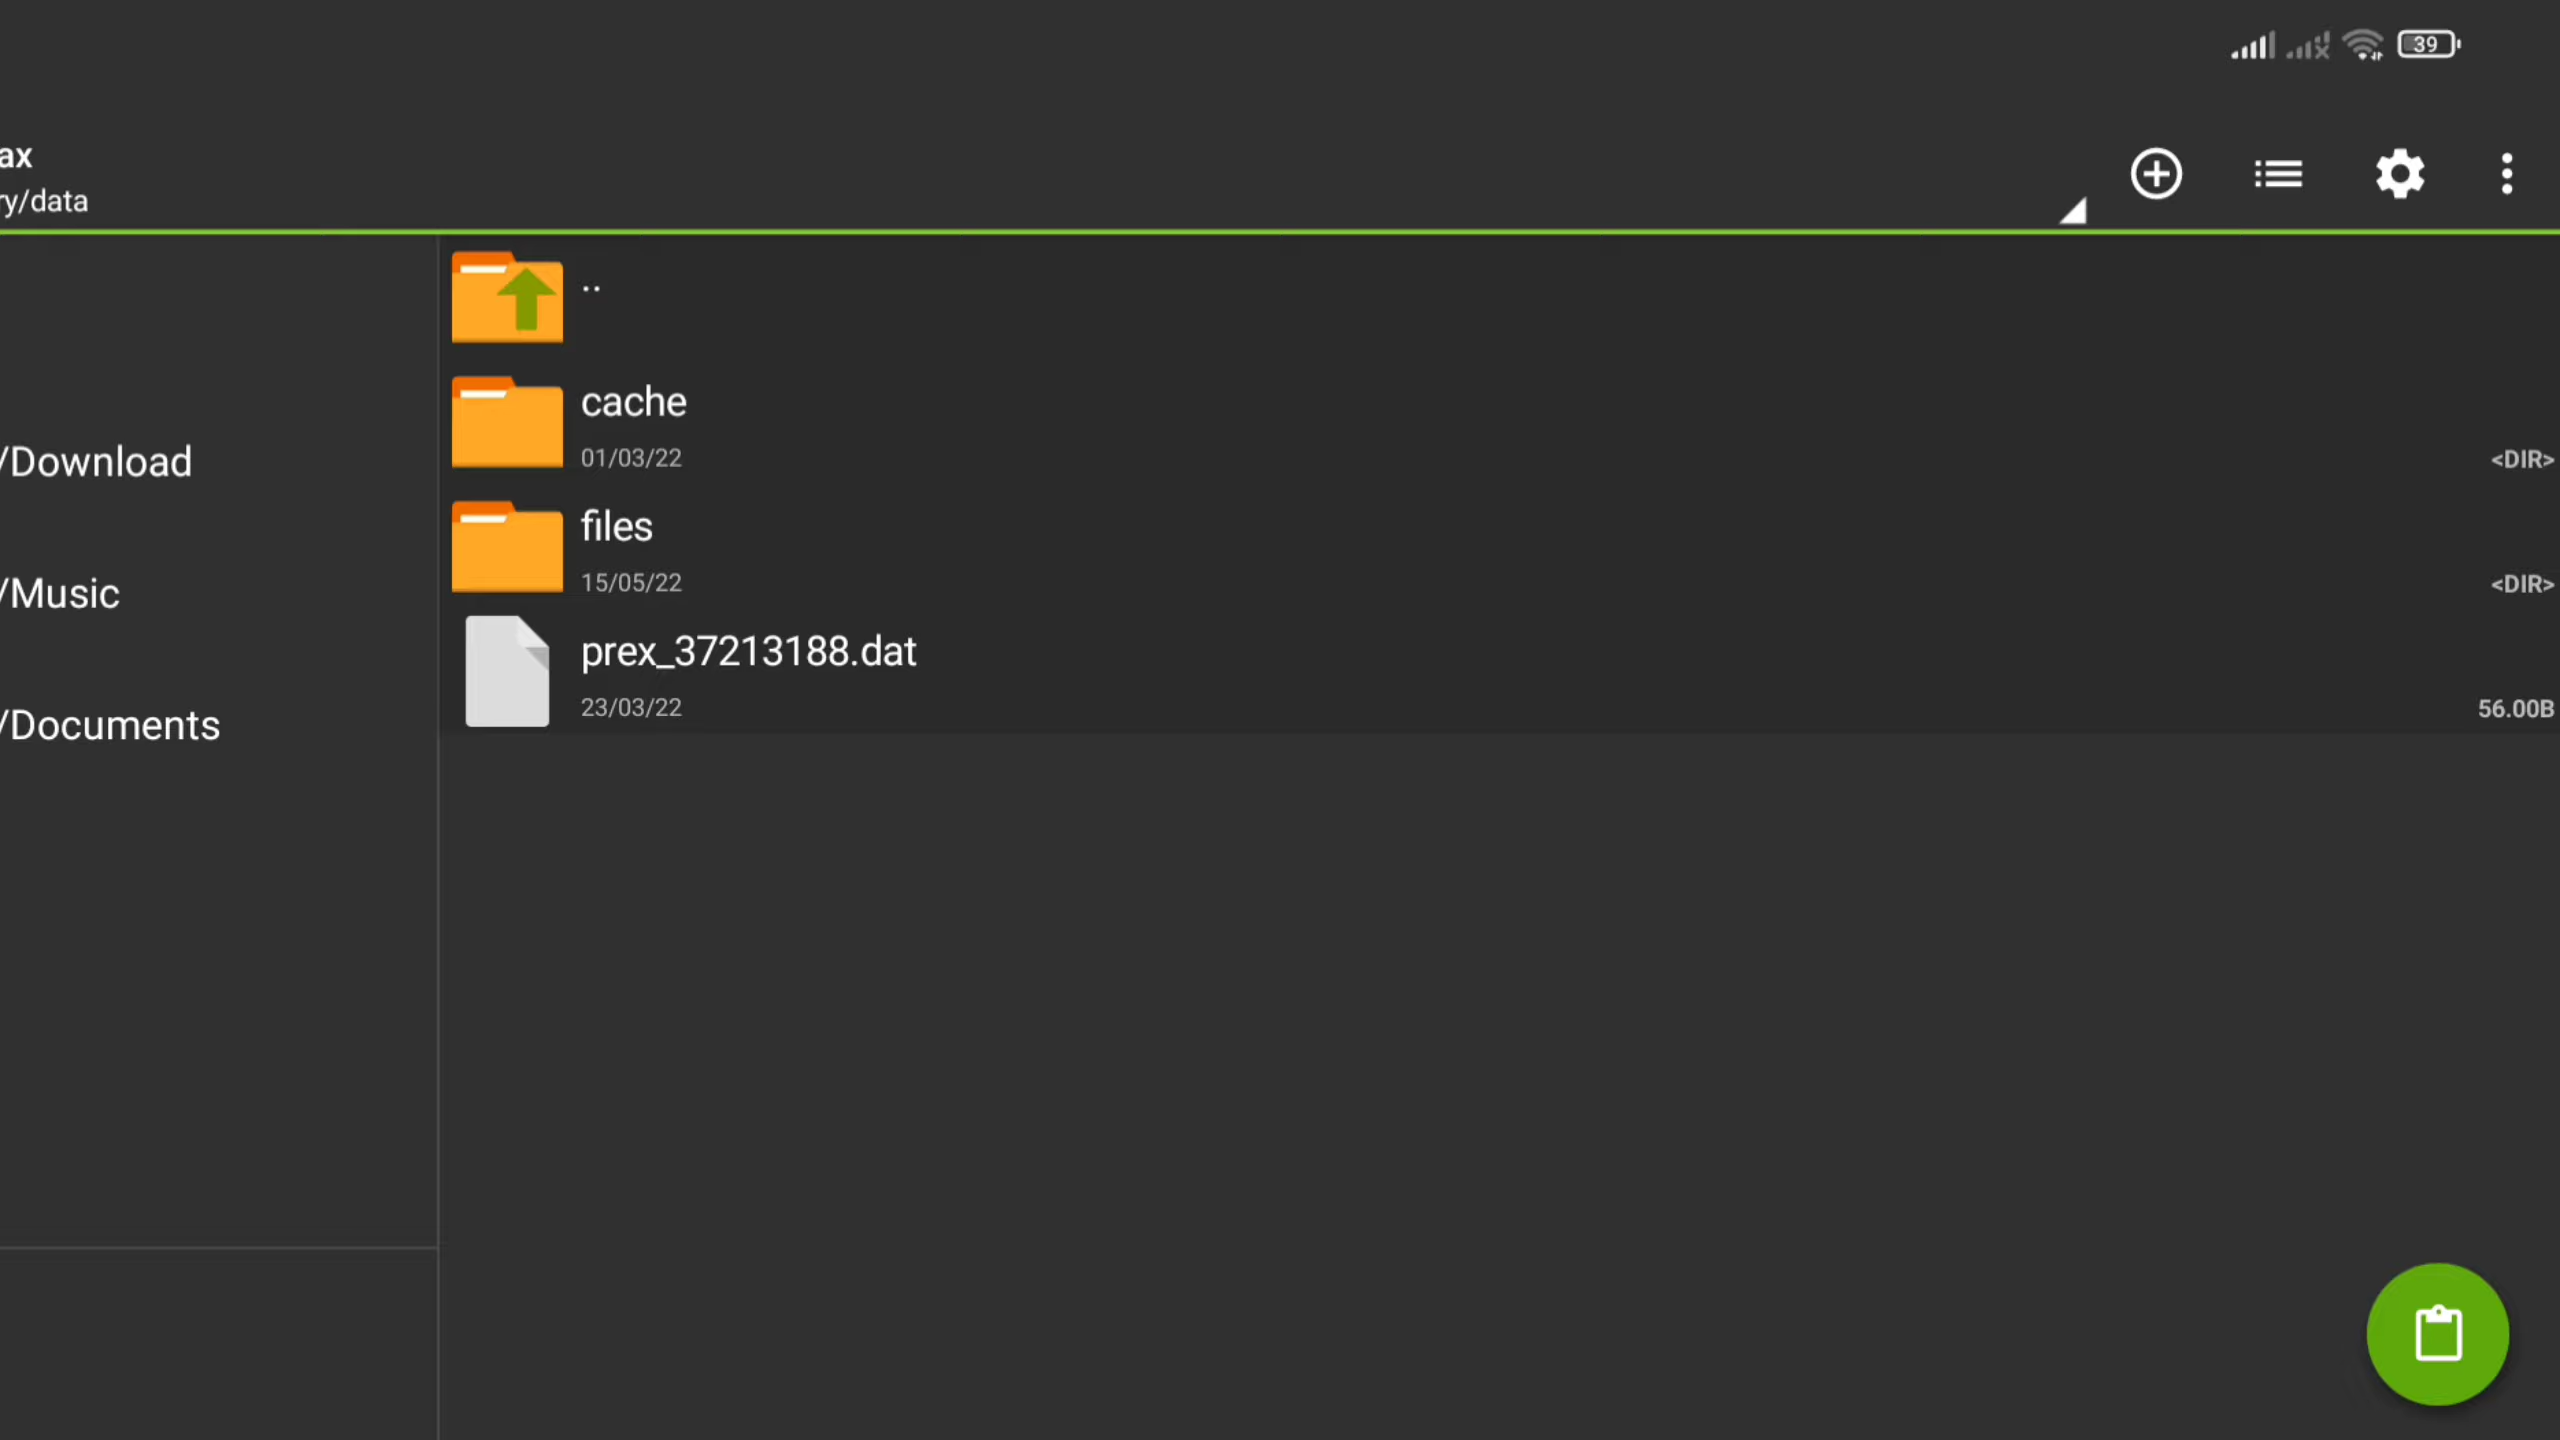 39
ax
ry/data
..
cache
01/03/22
<DIR>
/Download
files
15/05/22
<DIR>
/Music
prex_37213188.dat
23/03/22
56.00B
/Documents